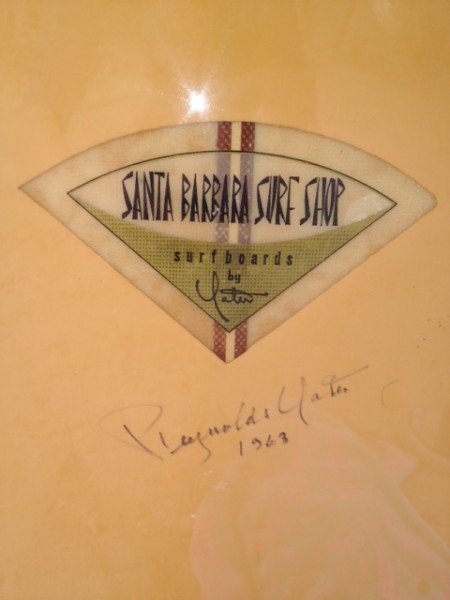 SANTA BARBARA SURF SHOP
surfboards
by
Yater
Reynolds Yater
1963